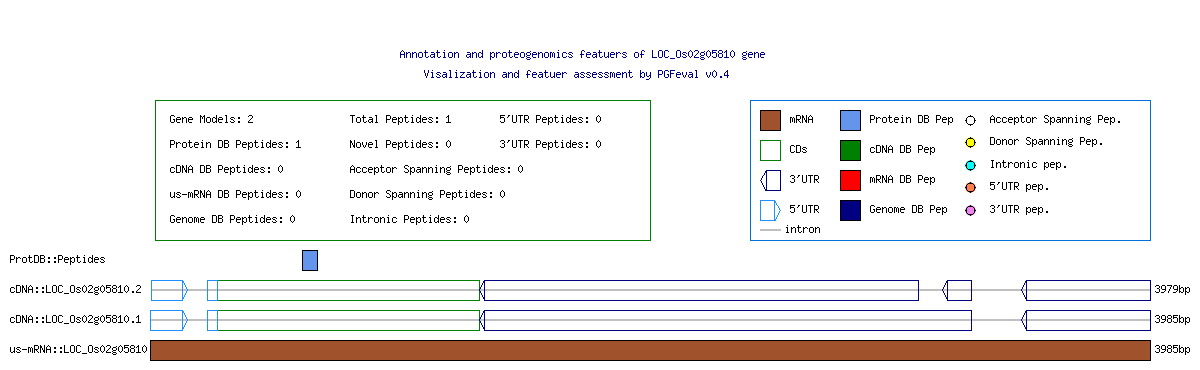 Annotation and proteogenomics featuers of LOC_Os02g05810 gene
Visalization and featuer assessment by PGFeval v0.4
Gene Models: 2 Total Peptides: 1 5'UTR Peptides: 0
Protein DB Peptides: 1 Novel Peptides: 0 3'UTR Peptides: 0
cDNA DB Peptides: 0 Acceptor Spanning Peptides: 0
us-mRNA DB Peptides: 0 Donor Spanning Peptides: 0
Genome DB Peptides: 0 Intronic Peptides: 0
mRNA Protein DB Pep Acceptor Spanning Pep.
CDs cDNA DB Pep Donor Spanning Pep.
3'UTR mRNA DB Pep Intronic pep.
5'UTR Genome DB Pep 5'UTR pep.
intron 3'UTR pep.
ProtDB::Peptides
cDNA::LOC_Os02g05810.2 3979bp
cDNA::LOC_Os02g05810.1 3985bp
us-mRNA::LOC_Os02g05810 3985bp